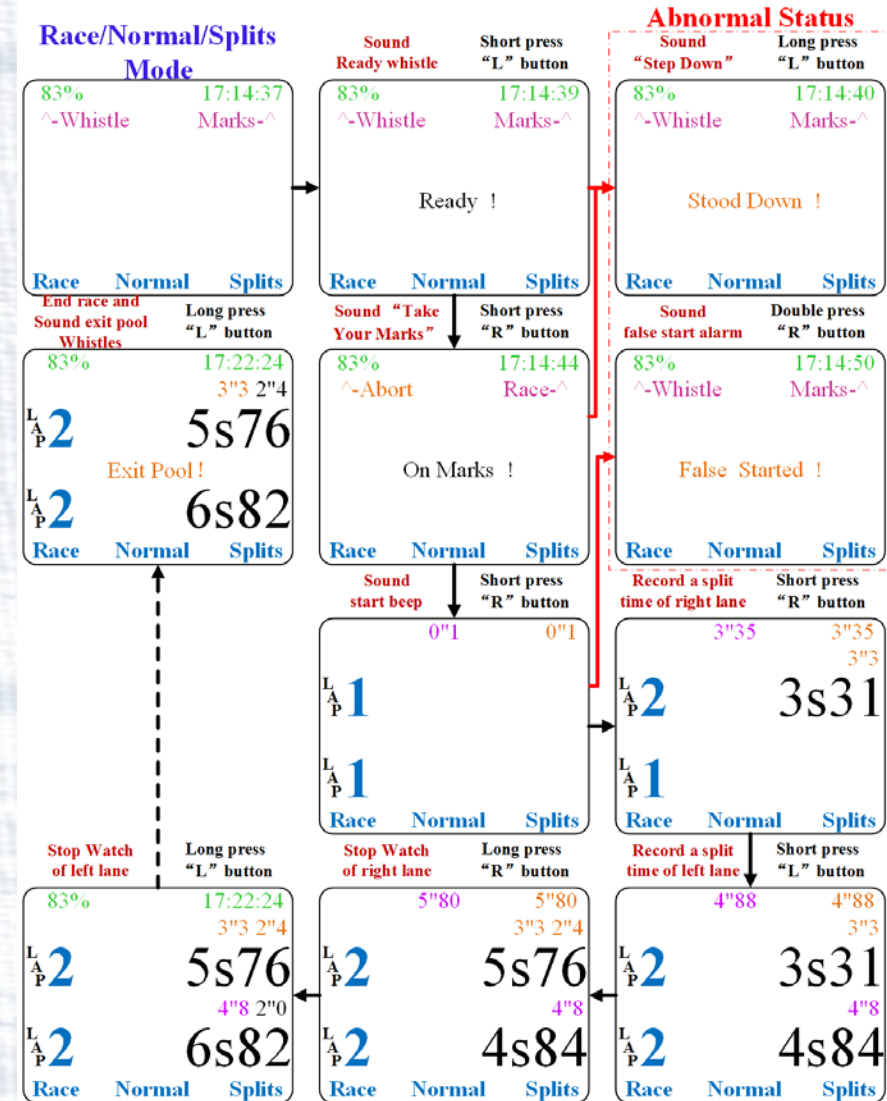 Abnormal Status
Race/Normal/Splits
Mode
Sound
Ready whistle
Short press
“L” button
Sound
“Step Down”
Long press
“L” button
83% 17:14:37
^-Whistle Marks-^
Race Normal Splits
83% 17:14:39
^-Whistle Marks-^
Ready !
Race Normal Splits
83% 17:14:40
^-Whistle Marks-^
Stood Down !
Race Normal Splits
End race and
Sound exit pool
Whistles
Long press
“L” button
Sound “Take
Your Marks”
Short press
“R” button
Sound
false start alarm
Double press
“R” button
83% 17:22:24
3"3 2"4
LAP 2 5s76
Exit Pool !
LAP 2 6s82
Race Normal Splits
83% 17:14:44
^-Abort Race-^
On Marks !
Race Normal Splits
83% 17:14:50
^-Whistle Marks-^
False Started !
Race Normal Splits
Sound
start beep
Short press
“R” button
Record a split
time of right lane
Short press
“R” button
0"1 0"1
LAP 1
LAP 1
Race Normal Splits
3"35 3"35
3"3
LAP 2 3s31
LAP 1
Race Normal Splits
Stop Watch
of left lane
Long press
“L” button
Stop Watch
of right lane
Long press
“R” button
Record a split
time of left lane
Short press
“L” button
83% 17:22:24
3"3 2"4
LAP 2 5s76
4"8 2"0
LAP 2 6s82
Race Normal Splits
5"80 5"80
3"3 2"4
LAP 2 5s76
4"8
LAP 2 4s84
Race Normal Splits
4"88 4"88
3"3
LAP 2 3s31
4"8
LAP 2 4s84
Race Normal Splits